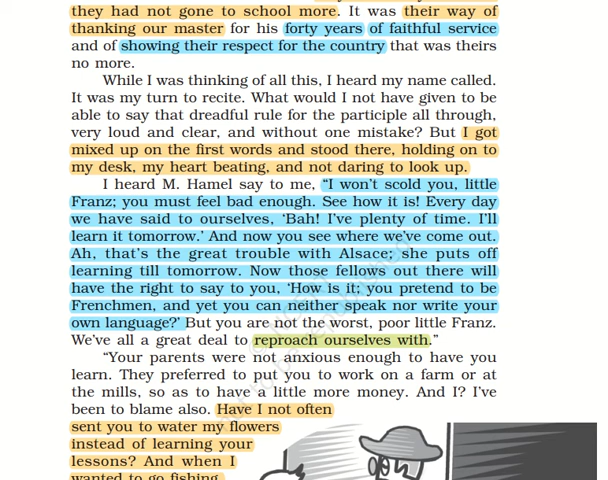 they had not gone to school more. It was their way of
thanking our master for his forty years of faithful service
and of showing their respect for the country that was theirs
no more.
While I was thinking of all this, I heard my name called.
It was my turn to recite. What would I not have given to be
able to say that dreadful rule for the participle all through,
very loud and clear, and without one mistake? But I got
mixed up on the first words and stood there, holding on to
my desk, my heart beating, and not daring to look up.
I heard M. Hamel say to me, “I won't scold you, little
Franz; you must feel bad enough. See how it is! Every day
we have said to ourselves, ‘Bah! I've plenty of time. I'll
learn it tomorrow.’ And now you see where we've come out.
Ah, that's the great trouble with Alsace; she puts off
learning till tomorrow. Now those fellows out there will
have the right to say to you, ‘How is it; you pretend to be
Frenchmen, and yet you can neither speak nor write your
own language?’ But you are not the worst, poor little Franz.
We've all a great deal to reproach ourselves with.”
“Your parents were not anxious enough to have you
learn. They preferred to put you to work on a farm or at
the mills, so as to have a little more money. And I? I've
been to blame also. Have I not often
sent you to water my flowers
instead of learning your
lessons? And when I
wanted to go fishing,